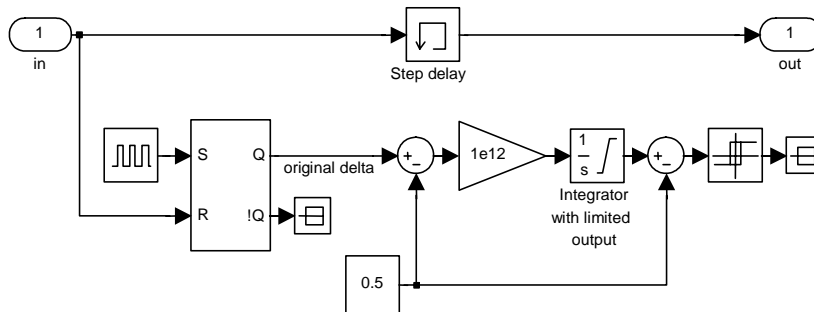 1
in
Step delay
1
out
S
Q
R
!Q
original delta
+
−
1e12
1
s
Integrator
with limited
output
+
−
0.5